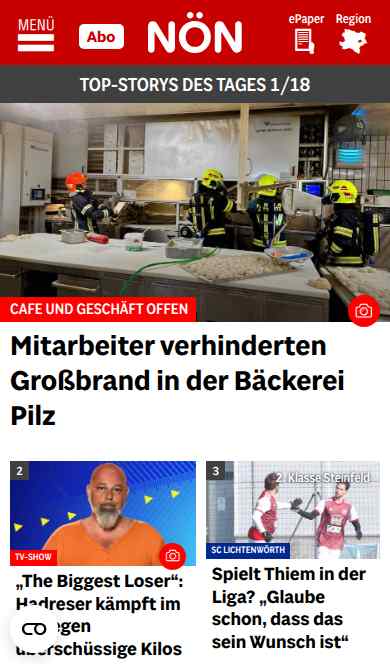 MENÜ
Abo
NÖN
ePaper
Region
TOP-STORYS DES TAGES 1/18
CAFE UND GESCHÄFT OFFEN
Mitarbeiter verhinderten
Großbrand in der Bäckerei
Pilz
2
TV-SHOW
„The Biggest Loser“:
Hadreser kämpft im
gegen
überschüssige Kilos
3
2. Klasse Steinfeld
SC LICHTENWÖRTH
Spielt Thiem in der
Liga? „Glaube
schon, dass das
sein Wunsch ist“